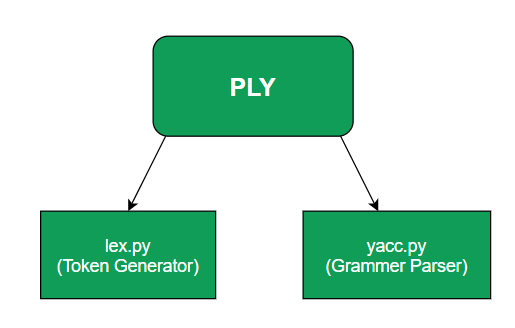 PLY
lex.py
(Token Generator)
yacc.py
(Grammer Parser)